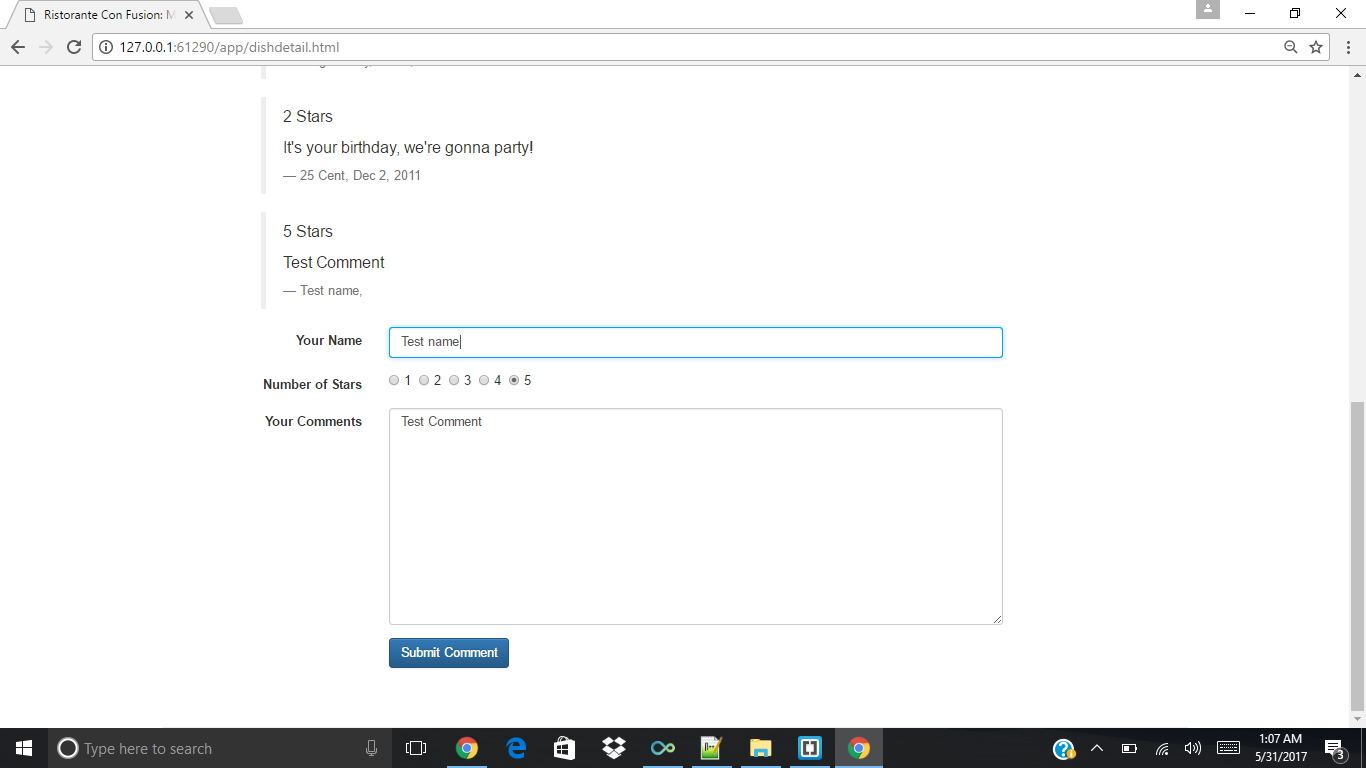 Ristorante Con Fusion: M
127.0.0.1:61290/app/dishdetail.html
2 Stars
It's your birthday, we're gonna party!
— 25 Cent, Dec 2, 2011
5 Stars
Test Comment
— Test name,
Your Name
Test name
Number of Stars
1 2 3 4 5
Your Comments
Test Comment
Submit Comment
Type here to search
1:07 AM
5/31/2017
3